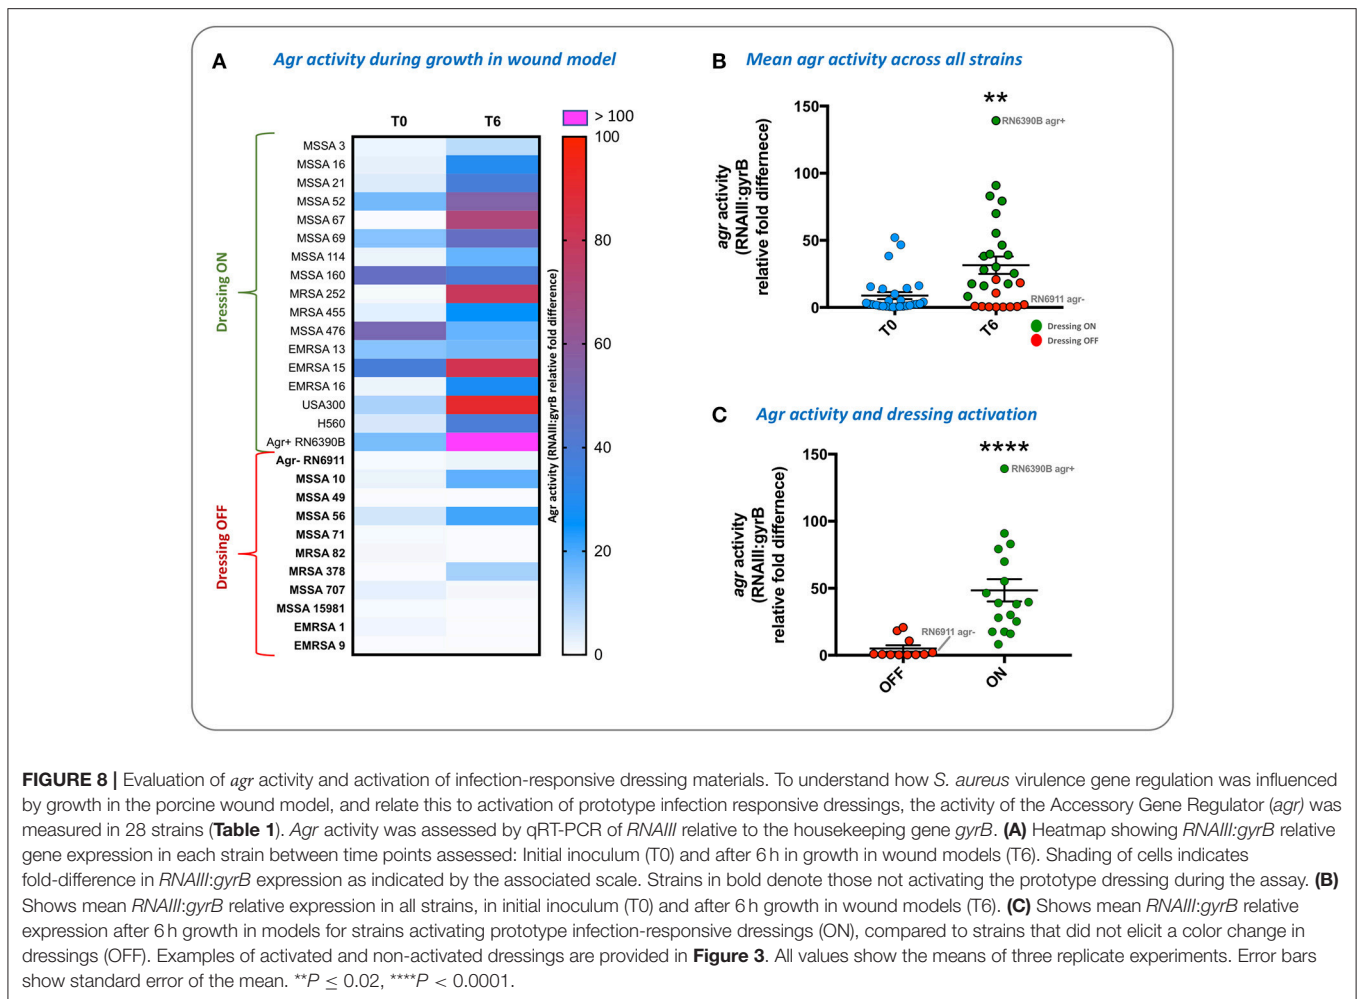 A
Agr activity during growth in wound model
T0
T6
> 100
100
80
60
40
20
0
Agr activity (RNAIII:gyrB relative fold difference)
Dressing ON
MSSA 3
MSSA 16
MSSA 21
MSSA 52
MSSA 67
MSSA 69
MSSA 114
MSSA 160
MRSA 252
MRSA 455
MSSA 476
EMRSA 13
EMRSA 15
EMRSA 16
USA300
H560
Agr+ RN6390B
Dressing OFF
Agr- RN6911
MSSA 10
MSSA 49
MSSA 56
MSSA 71
MRSA 82
MRSA 378
MSSA 707
MSSA 15981
EMRSA 1
EMRSA 9
B
Mean agr activity across all strains
agr activity
(RNAIII:gyrB
relative fold differnece)
150
100
50
0
**
RN6390B agr+
RN6911 agr-
T0
T6
Dressing ON
Dressing OFF
C
Agr activity and dressing activation
agr activity
(RNAIII:gyrB
relative fold differnece)
150
100
50
0
****
RN6390B agr+
RN6911 agr-
OFF
ON
FIGURE 8 | Evaluation of agr activity and activation of infection-responsive dressing materials. To understand how S. aureus virulence gene regulation was influenced
by growth in the porcine wound model, and relate this to activation of prototype infection responsive dressings, the activity of the Accessory Gene Regulator (agr) was
measured in 28 strains (Table 1). Agr activity was assessed by qRT-PCR of RNAIII relative to the housekeeping gene gyrB. (A) Heatmap showing RNAIII:gyrB relative
gene expression in each strain between time points assessed: Initial inoculum (T0) and after 6 h in growth in wound models (T6). Shading of cells indicates
fold-difference in RNAIII:gyrB expression as indicated by the associated scale. Strains in bold denote those not activating the prototype dressing during the assay. (B)
Shows mean RNAIII:gyrB relative expression in all strains, in initial inoculum (T0) and after 6 h growth in wound models (T6). (C) Shows mean RNAIII:gyrB relative
expression after 6 h growth in models for strains activating prototype infection-responsive dressings (ON), compared to strains that did not elicit a color change in
dressings (OFF). Examples of activated and non-activated dressings are provided in Figure 3. All values show the means of three replicate experiments. Error bars
show standard error of the mean. **P ≤ 0.02, ****P < 0.0001.